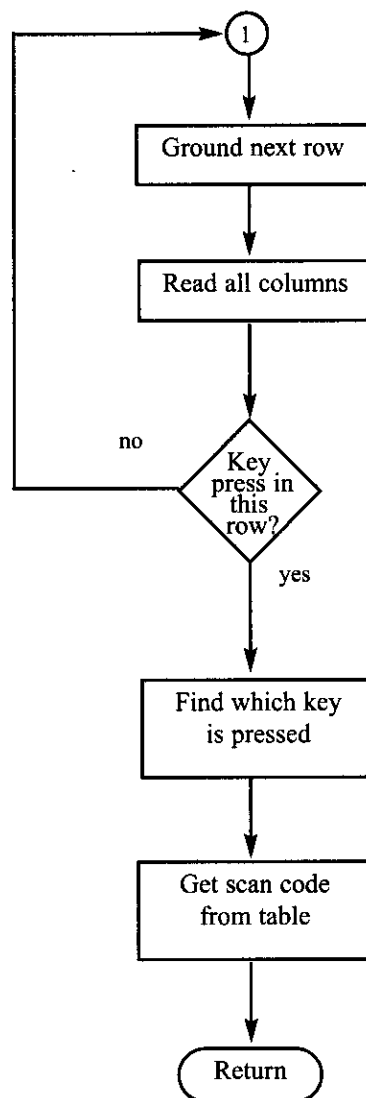 1
Ground next row
Read all columns
no
Key
press in
this
row?
yes
Find which key
is pressed
Get scan code
from table
Return